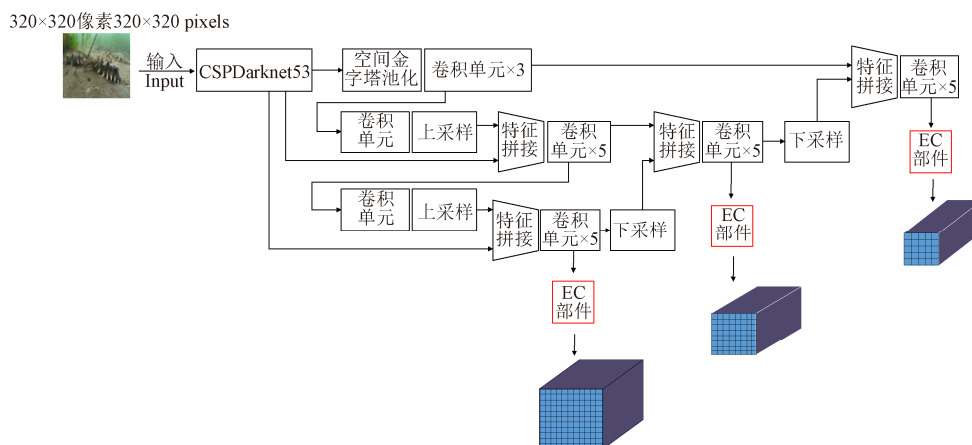 320×320像素320×320 pixels
输入
Input
CSPDarknet53
空间金
字塔池化
卷积单元×3
特征
拼接
卷积
单元×5
EC
部件
卷积
单元
上采样
特征
拼接
卷积
单元×5
特征
拼接
卷积
单元×5
下采样
EC
部件
卷积
单元
上采样
特征
拼接
卷积
单元×5
下采样
EC
部件